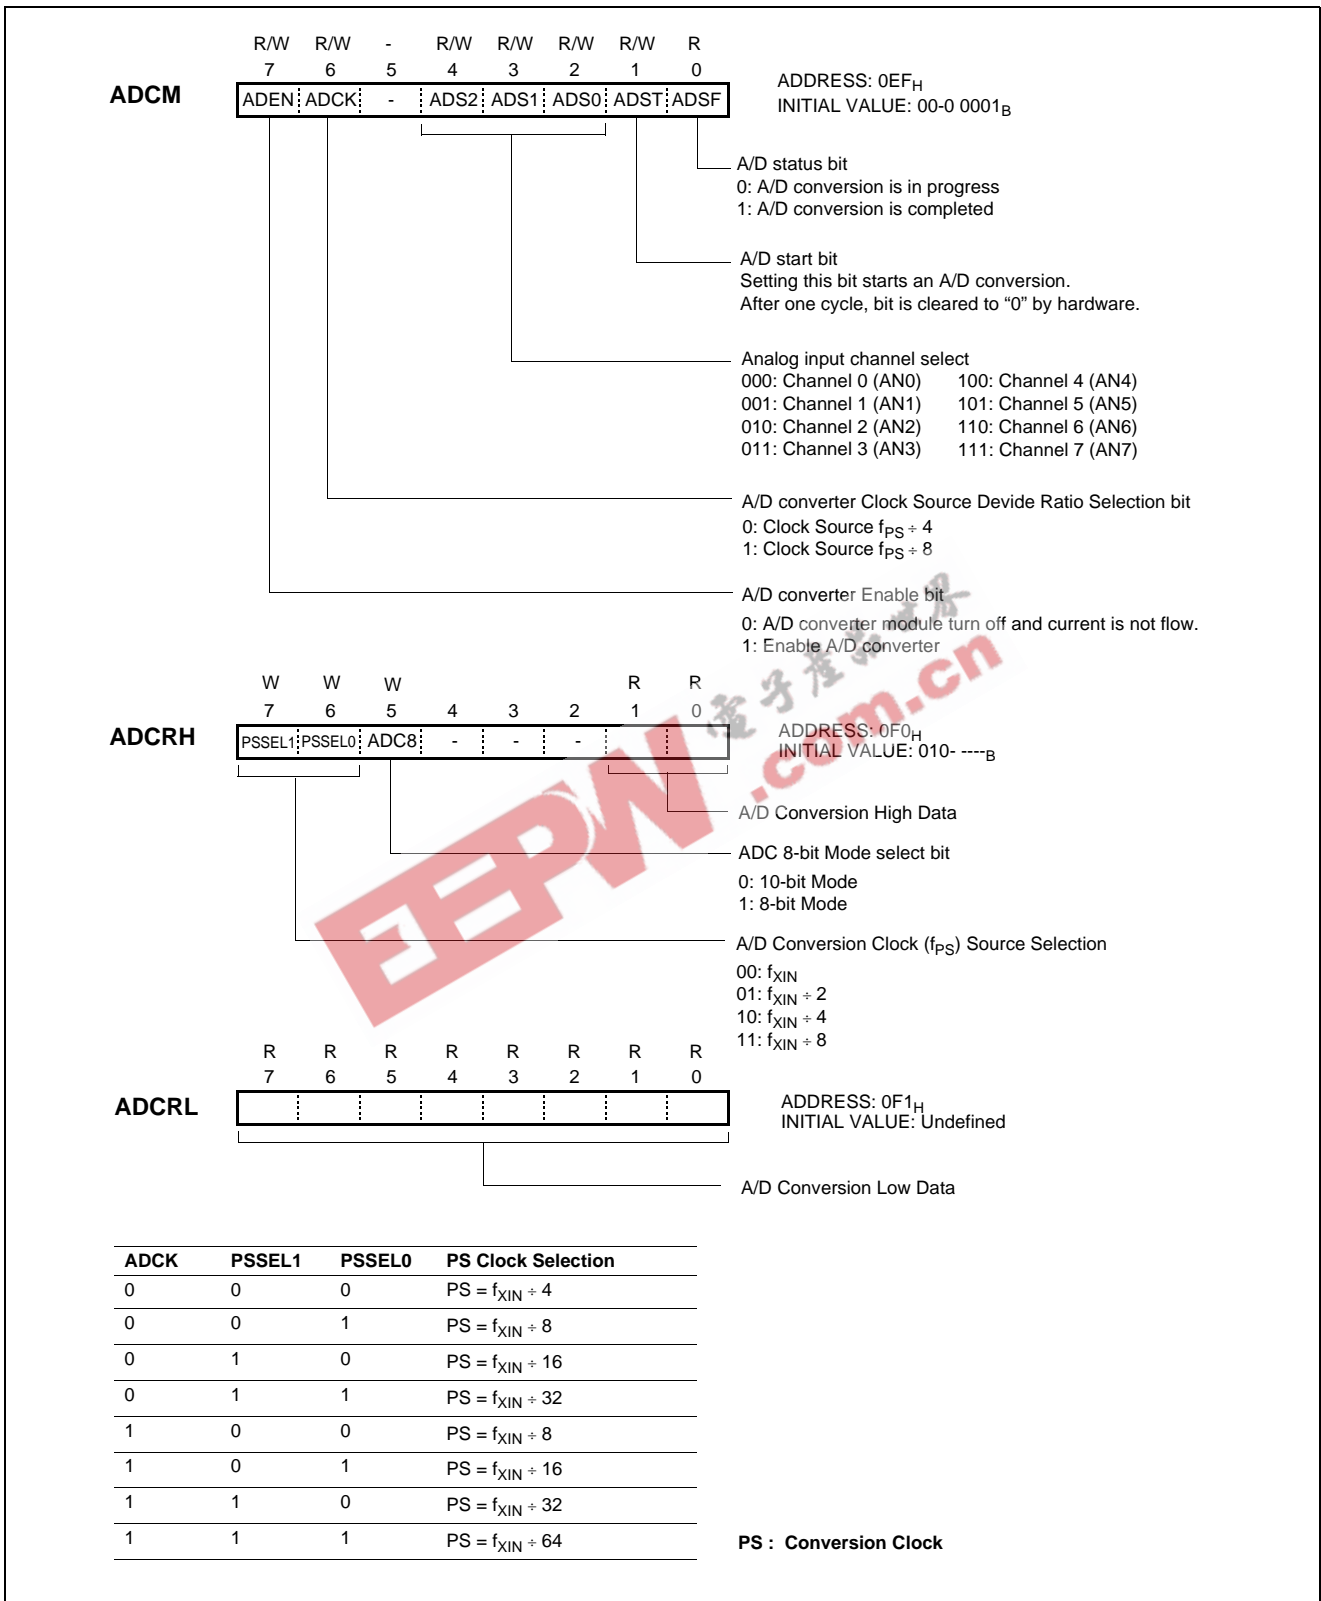 R/W R/W - R/W R/W R/W R/W R
7 6 5 4 3 2 1 0
ADCM ADEN ADCK - ADS2 ADS1 ADS0 ADST ADSF
ADDRESS: 0EFH
INITIAL VALUE: 00-0 0001B
A/D status bit
0: A/D conversion is in progress
1: A/D conversion is completed
A/D start bit
Setting this bit starts an A/D conversion.
After one cycle, bit is cleared to “0” by hardware.
Analog input channel select
000: Channel 0 (AN0) 100: Channel 4 (AN4)
001: Channel 1 (AN1) 101: Channel 5 (AN5)
010: Channel 2 (AN2) 110: Channel 6 (AN6)
011: Channel 3 (AN3) 111: Channel 7 (AN7)
A/D converter Clock Source Devide Ratio Selection bit
0: Clock Source fPS ÷ 4
1: Clock Source fPS ÷ 8
A/D converter Enable bit
0: A/D converter module turn off and current is not flow.
1: Enable A/D converter
W W W R R
7 6 5 4 3 2 1 0
ADCRH PSSEL1 PSSEL0 ADC8 - - -
ADDRESS: 0F0H
INITIAL VALUE: 010- ----B
A/D Conversion High Data
ADC 8-bit Mode select bit
0: 10-bit Mode
1: 8-bit Mode
A/D Conversion Clock (fPS) Source Selection
00: fXIN
01: fXIN ÷ 2
10: fXIN ÷ 4
11: fXIN ÷ 8
R R R R R R R R
7 6 5 4 3 2 1 0
ADCRL
ADDRESS: 0F1H
INITIAL VALUE: Undefined
A/D Conversion Low Data
ADCK PSSEL1 PSSEL0 PS Clock Selection
0 0 0 PS = fXIN ÷ 4
0 0 1 PS = fXIN ÷ 8
0 1 0 PS = fXIN ÷ 16
0 1 1 PS = fXIN ÷ 32
1 0 0 PS = fXIN ÷ 8
1 0 1 PS = fXIN ÷ 16
1 1 0 PS = fXIN ÷ 32
1 1 1 PS = fXIN ÷ 64
PS : Conversion Clock
EEPW.com.cn
電子產品世界